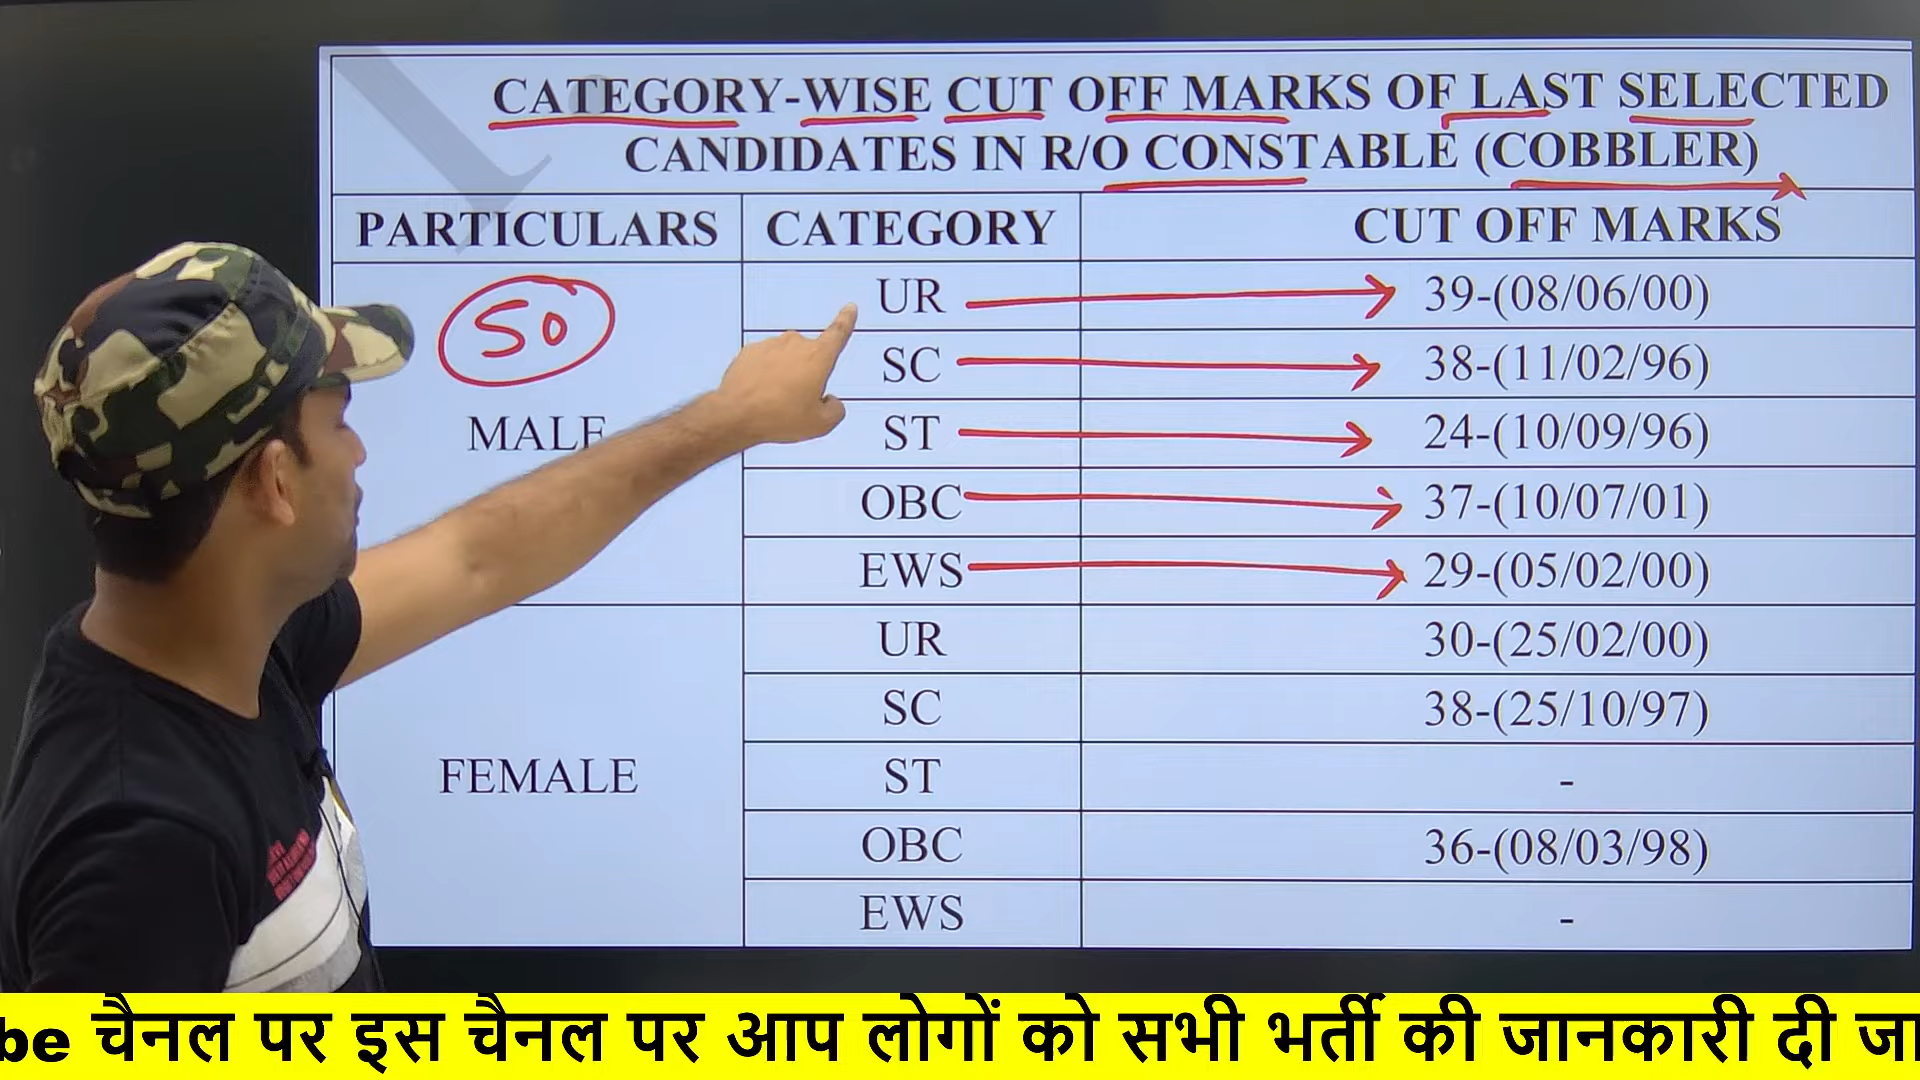 CATEGORY-WISE CUT OFF MARKS OF LAST SELECTED
CANDIDATES IN R/O CONSTABLE (COBBLER)
PARTICULARS CATEGORY CUT OFF MARKS
50
MALE
UR 39-(08/06/00)
SC 38-(11/02/96)
ST 24-(10/09/96)
OBC 37-(10/07/01)
EWS 29-(05/02/00)
FEMALE
UR 30-(25/02/00)
SC 38-(25/10/97)
ST -
OBC 36-(08/03/98)
EWS -
be चैनल पर इस चैनल पर आप लोगों को सभी भर्ती की जानकारी दी जा